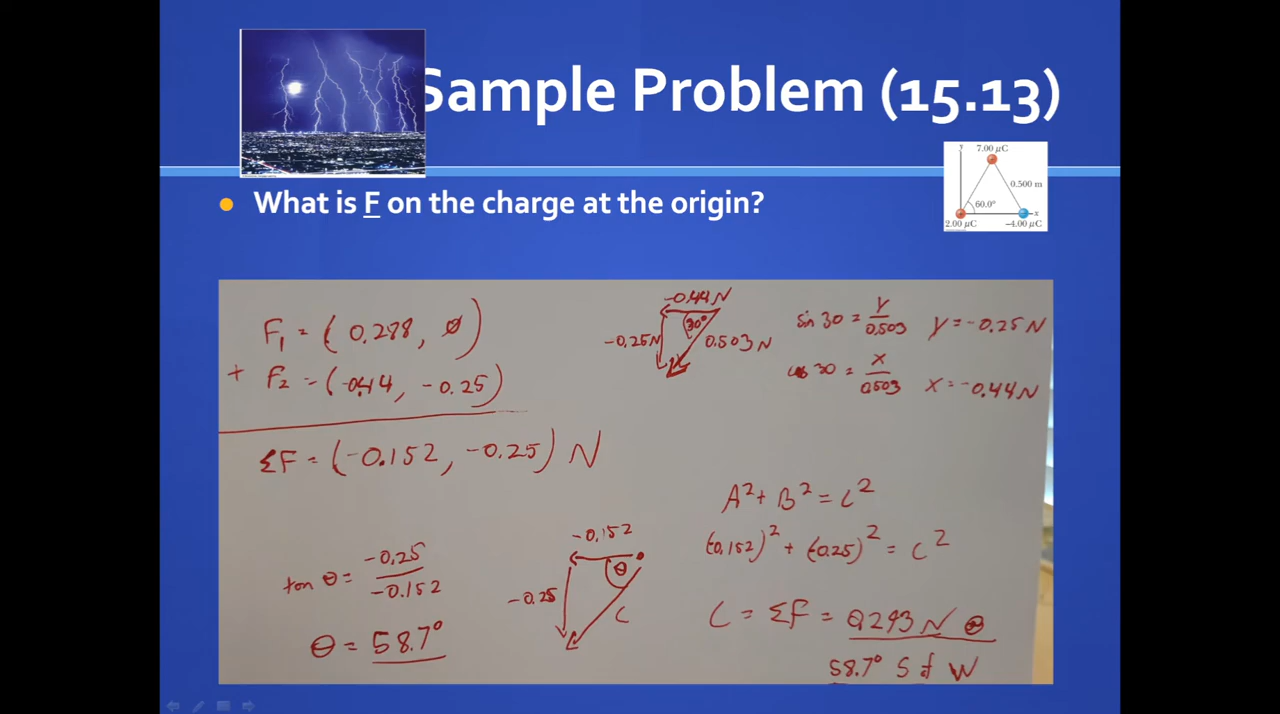 Sample Problem (15.13)
What is F on the charge at the origin?
y
7.00 μC
0.500 m
60.0°
x
2.00 μC
−4.00 μC
F₁ = (0.288, 0)
+ F₂ = (-0.44, -0.25)
ΣF = (-0.152, -0.25) N
-0.44 N
30°
-0.25N
0.503 N
sin 30 = y/0.503 y = -0.25 N
cos 30 = x/0.503 x = -0.44 N
tan θ = -0.25/-0.152
θ = 58.7°
-0.152
θ
-0.25
C
A² + B² = C²
(-0.152)² + (-0.25)² = C²
C = ΣF = 0.293 N @
58.7° S of W